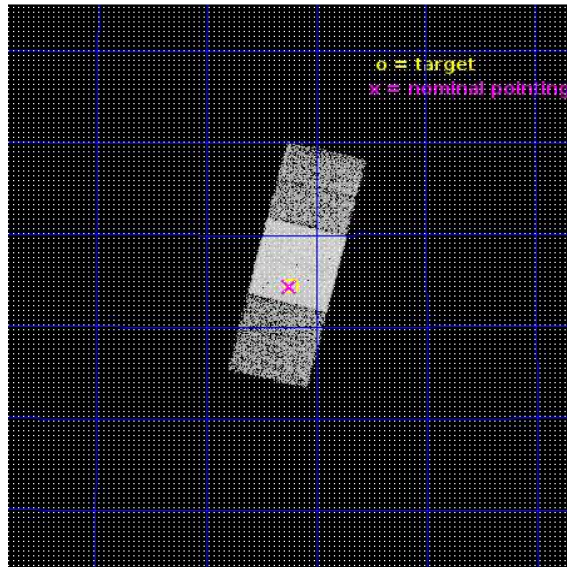 o = target
x = nominal pointing